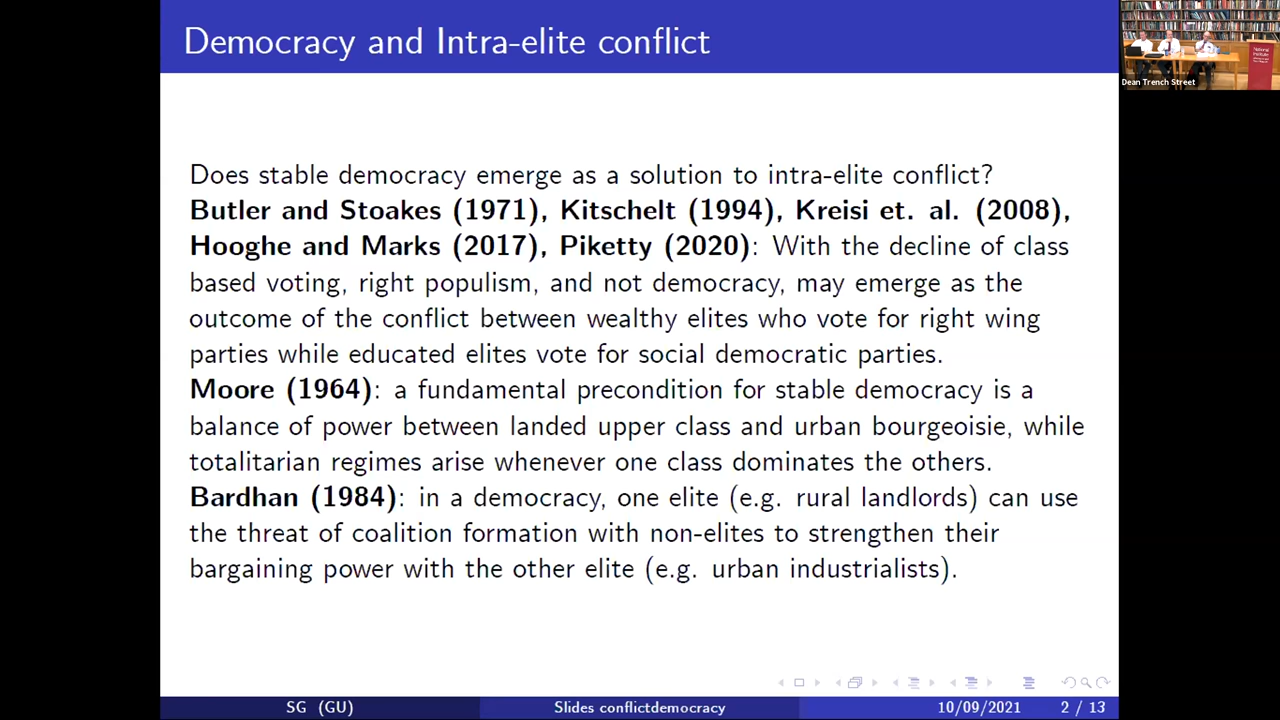 Democracy and Intra-elite conflict
Dean Trench Street
Does stable democracy emerge as a solution to intra-elite conflict?
Butler and Stoakes (1971), Kitschelt (1994), Kreisi et. al. (2008),
Hooghe and Marks (2017), Piketty (2020): With the decline of class
based voting, right populism, and not democracy, may emerge as the
outcome of the conflict between wealthy elites who vote for right wing
parties while educated elites vote for social democratic parties.
Moore (1964): a fundamental precondition for stable democracy is a
balance of power between landed upper class and urban bourgeoisie, while
totalitarian regimes arise whenever one class dominates the others.
Bardhan (1984): in a democracy, one elite (e.g. rural landlords) can use
the threat of coalition formation with non-elites to strengthen their
bargaining power with the other elite (e.g. urban industrialists).
SG (GU)
Slides conflictdemocracy
10/09/2021
2 / 13